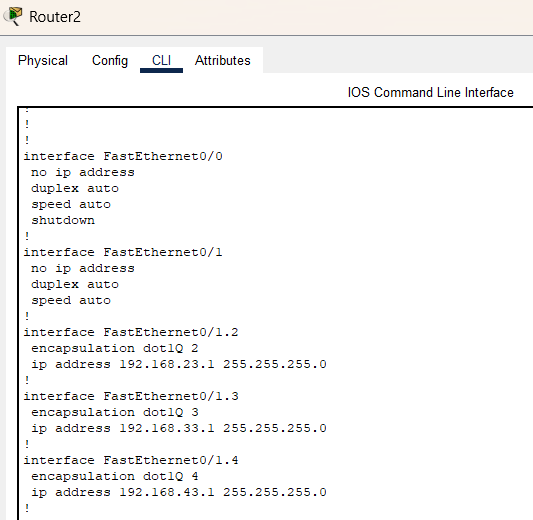 Router2
Physical Config CLI Attributes
IOS Command Line Interface
!
!
!
interface FastEthernet0/0
no ip address
duplex auto
speed auto
shutdown
!
interface FastEthernet0/1
no ip address
duplex auto
speed auto
!
interface FastEthernet0/1.2
encapsulation dot1Q 2
ip address 192.168.23.1 255.255.255.0
!
interface FastEthernet0/1.3
encapsulation dot1Q 3
ip address 192.168.33.1 255.255.255.0
!
interface FastEthernet0/1.4
encapsulation dot1Q 4
ip address 192.168.43.1 255.255.255.0
!